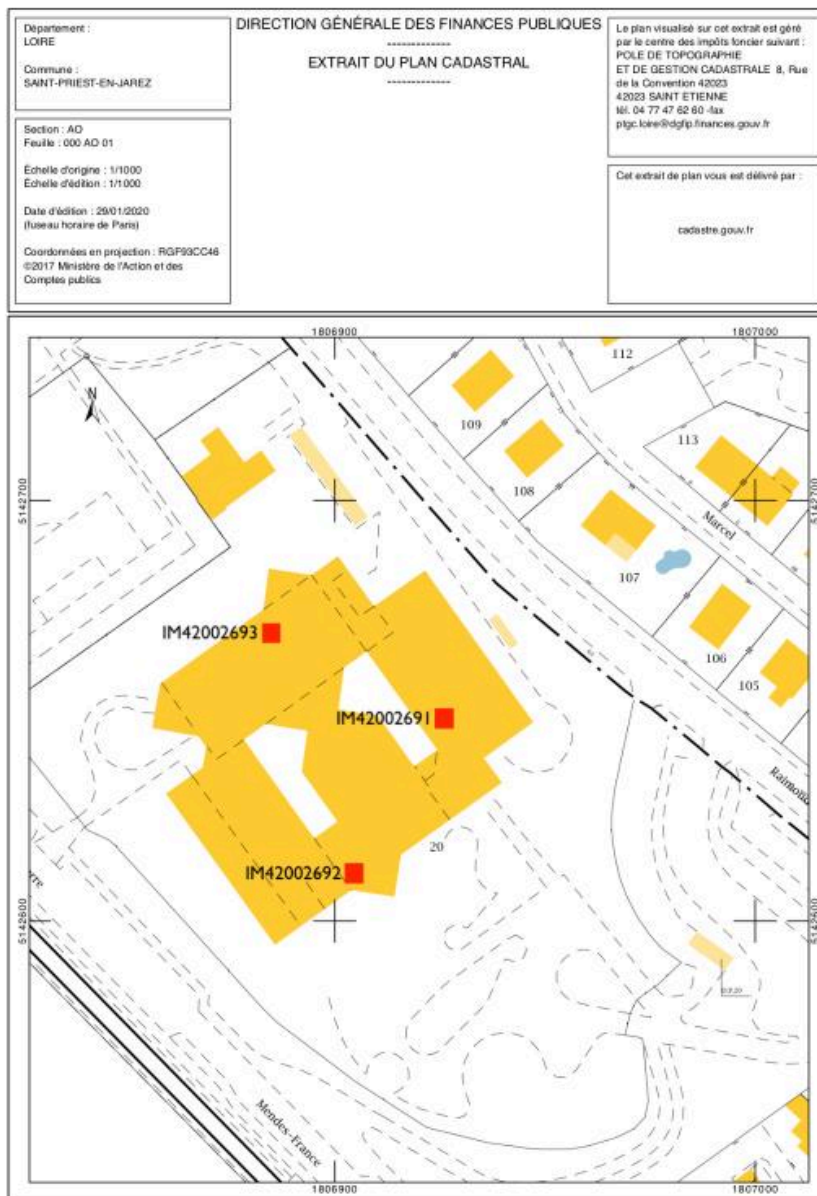 Département :
LOIRE
Commune :
SAINT-PRIEST-EN-JAREZ
Section : AO
Feuille : 000 AO 01
Échelle d'origine : 1/1000
Échelle d'édition : 1/1000
Date d'édition : 29/01/2020
(fuseau horaire de Paris)
Coordonnées en projection : RGF93CC46
©2017 Ministère de l'Action et des
Comptes publics
DIRECTION GÉNÉRALE DES FINANCES PUBLIQUES
-------------
EXTRAIT DU PLAN CADASTRAL
-------------
Le plan visualisé sur cet extrait est géré
par le centre des impôts foncier suivant :
POLE DE TOPOGRAPHIE
ET DE GESTION CADASTRALE 8, Rue
de la Convention 42023
42023 SAINT ETIENNE
tél. 04 77 47 62 60 -fax
ptgc.loire@dgfip.finances.gouv.fr
Cet extrait de plan vous est délivré par :
cadastre.gouv.fr
1806900
1807000
112
N
109
113
108
5142700
5142700
Marcel
107
IM42002693
106
105
IM42002691
Raimond
20
IM42002692
erre
5142600
5142600
Mendes-France
1806900
1807000